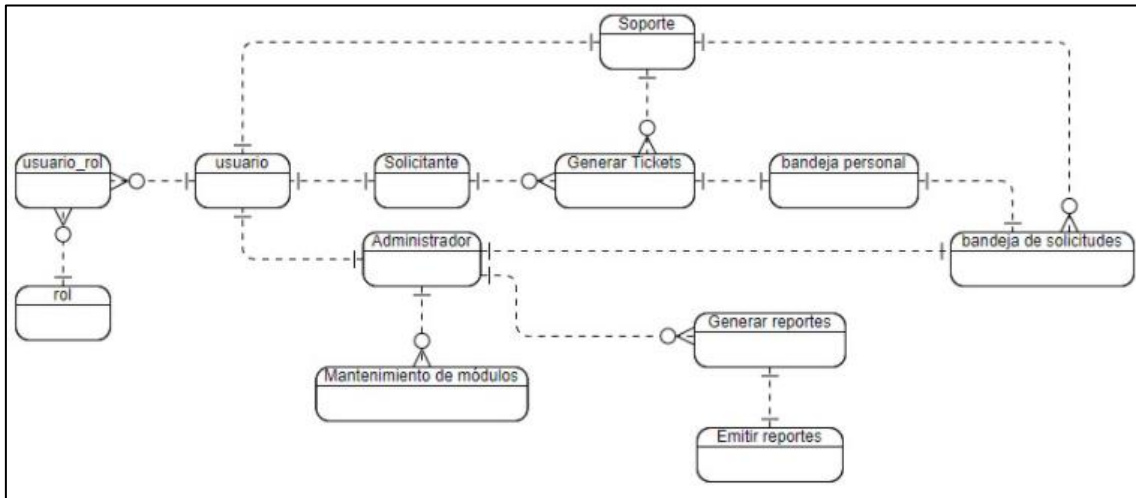 Soporte
usuario_rol
usuario
Solicitante
Generar Tickets
bandeja personal
Administrador
bandeja de solicitudes
rol
Generar reportes
Mantenimiento de módulos
Emitir reportes